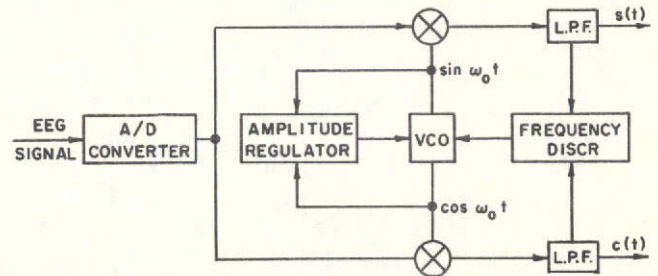 s(t)
L.P.F.
sin ω₀ t
EEG
SIGNAL
A/D
CONVERTER
AMPLITUDE
REGULATOR
VCO
FREQUENCY
DISCR
cos ω₀ t
c(t)
L.P.F.